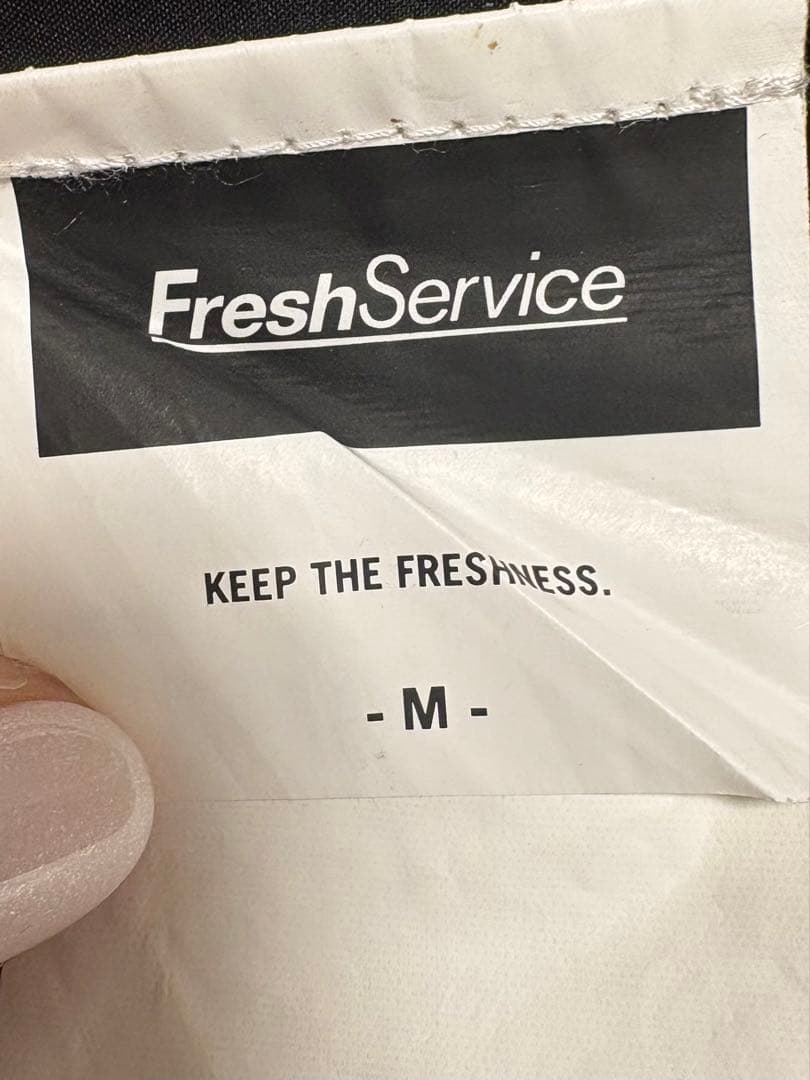 FreshService
KEEP THE FRESHNESS.
- M -